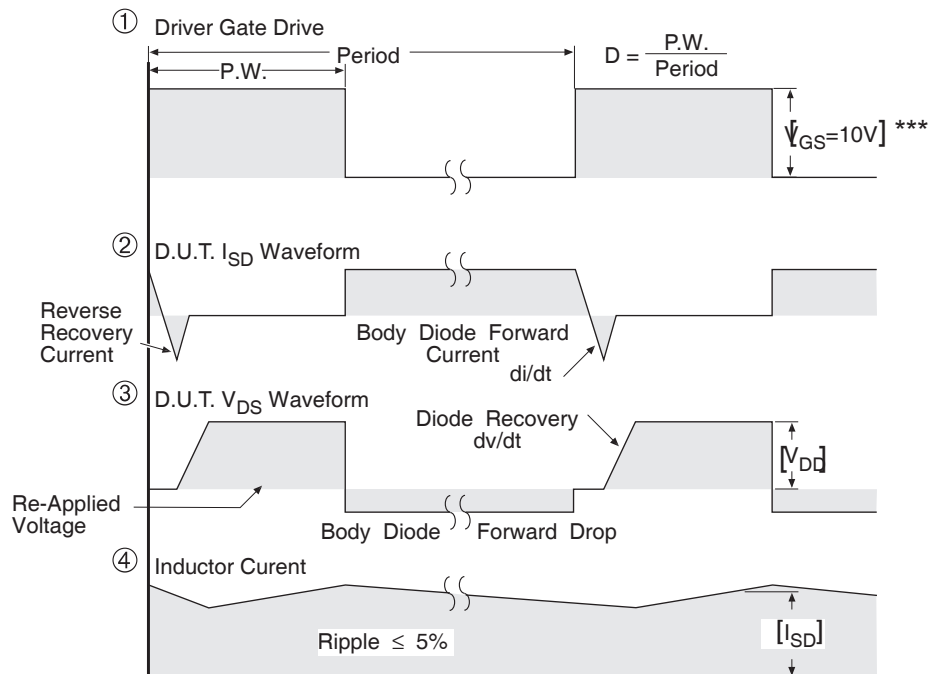 ① Driver Gate Drive
Period
P.W.
D = P.W.
Period
[VGS=10V] ***
② D.U.T. ISD Waveform
Reverse
Recovery
Current
Body Diode Forward
Current
di/dt
③ D.U.T. VDS Waveform
Diode Recovery
dv/dt
[VDD]
Re-Applied
Voltage
Body Diode Forward Drop
④ Inductor Curent
Ripple ≤ 5%
[ISD]